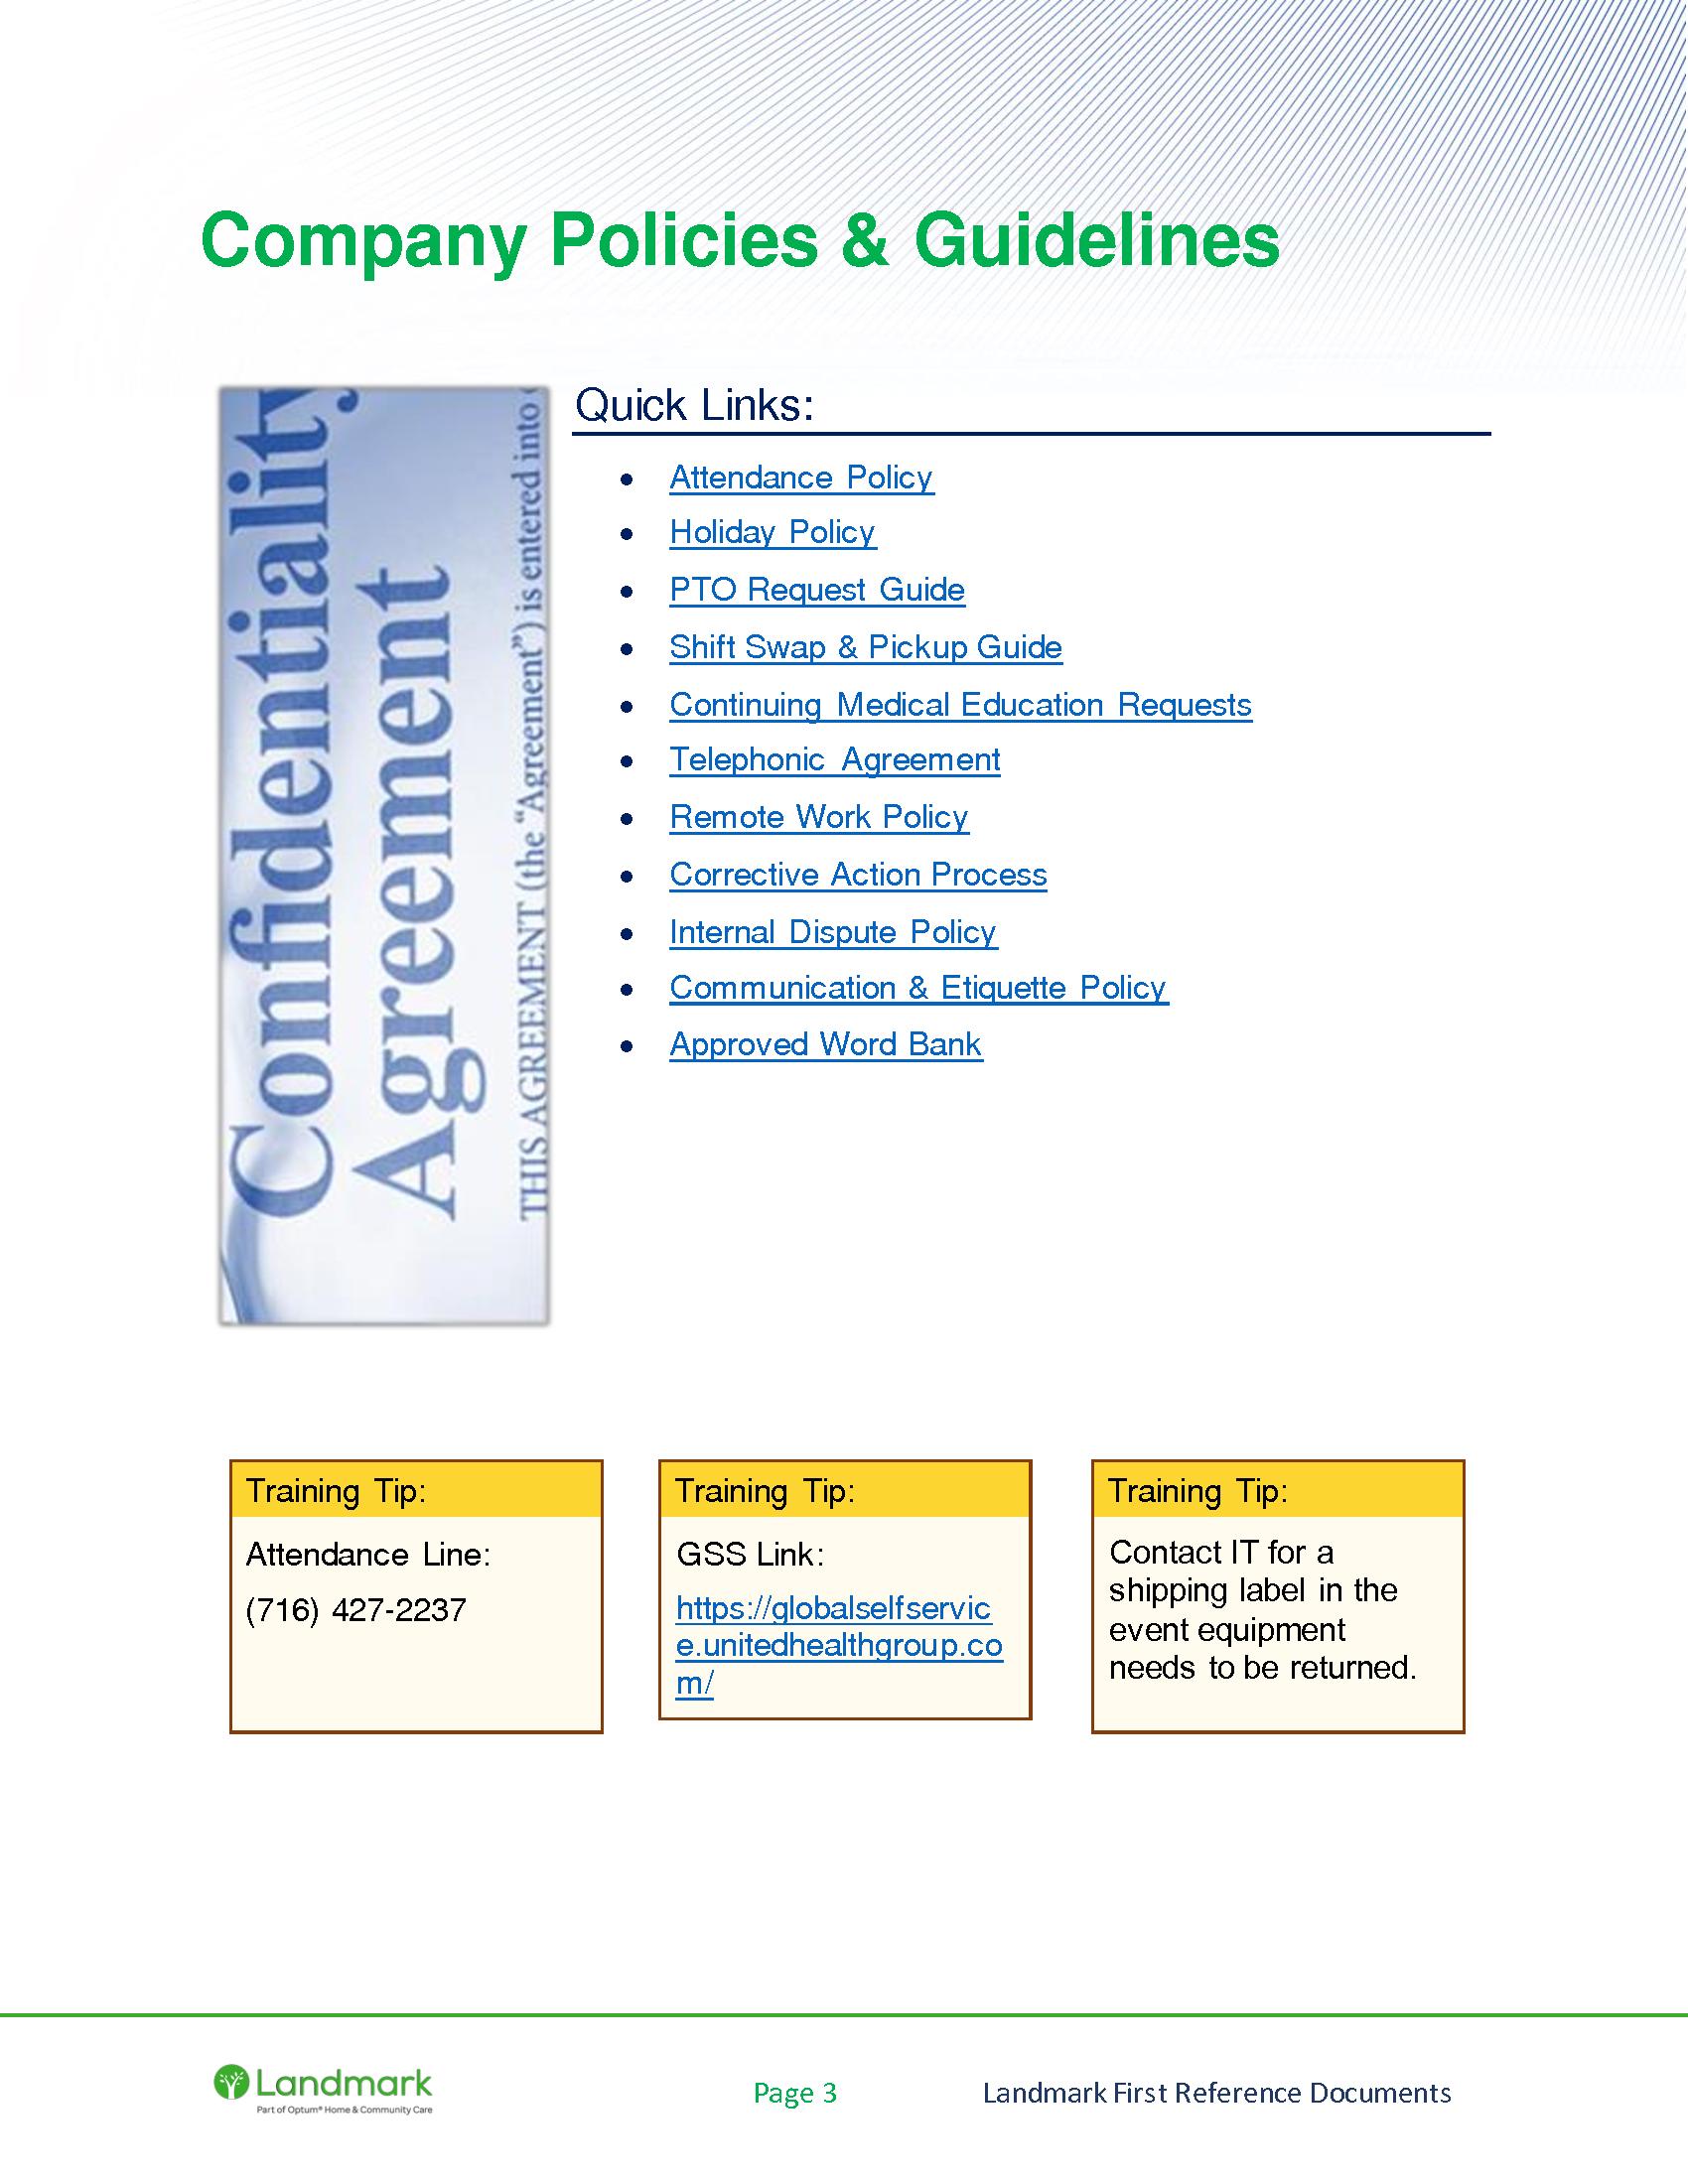 Company Policies & Guidelines
Confidentiality
Agreement
THIS AGREEMENT (the “Agreement”) is entered into
Quick Links:
• Attendance Policy
• Holiday Policy
• PTO Request Guide
• Shift Swap & Pickup Guide
• Continuing Medical Education Requests
• Telephonic Agreement
• Remote Work Policy
• Corrective Action Process
• Internal Dispute Policy
• Communication & Etiquette Policy
• Approved Word Bank
Training Tip:
Attendance Line:
(716) 427-2237
Training Tip:
GSS Link:
https://globalselfservic
e.unitedhealthgroup.co
m/
Training Tip:
Contact IT for a
shipping label in the
event equipment
needs to be returned.
Landmark
Part of Optum® Home & Community Care
Page 3
Landmark First Reference Documents